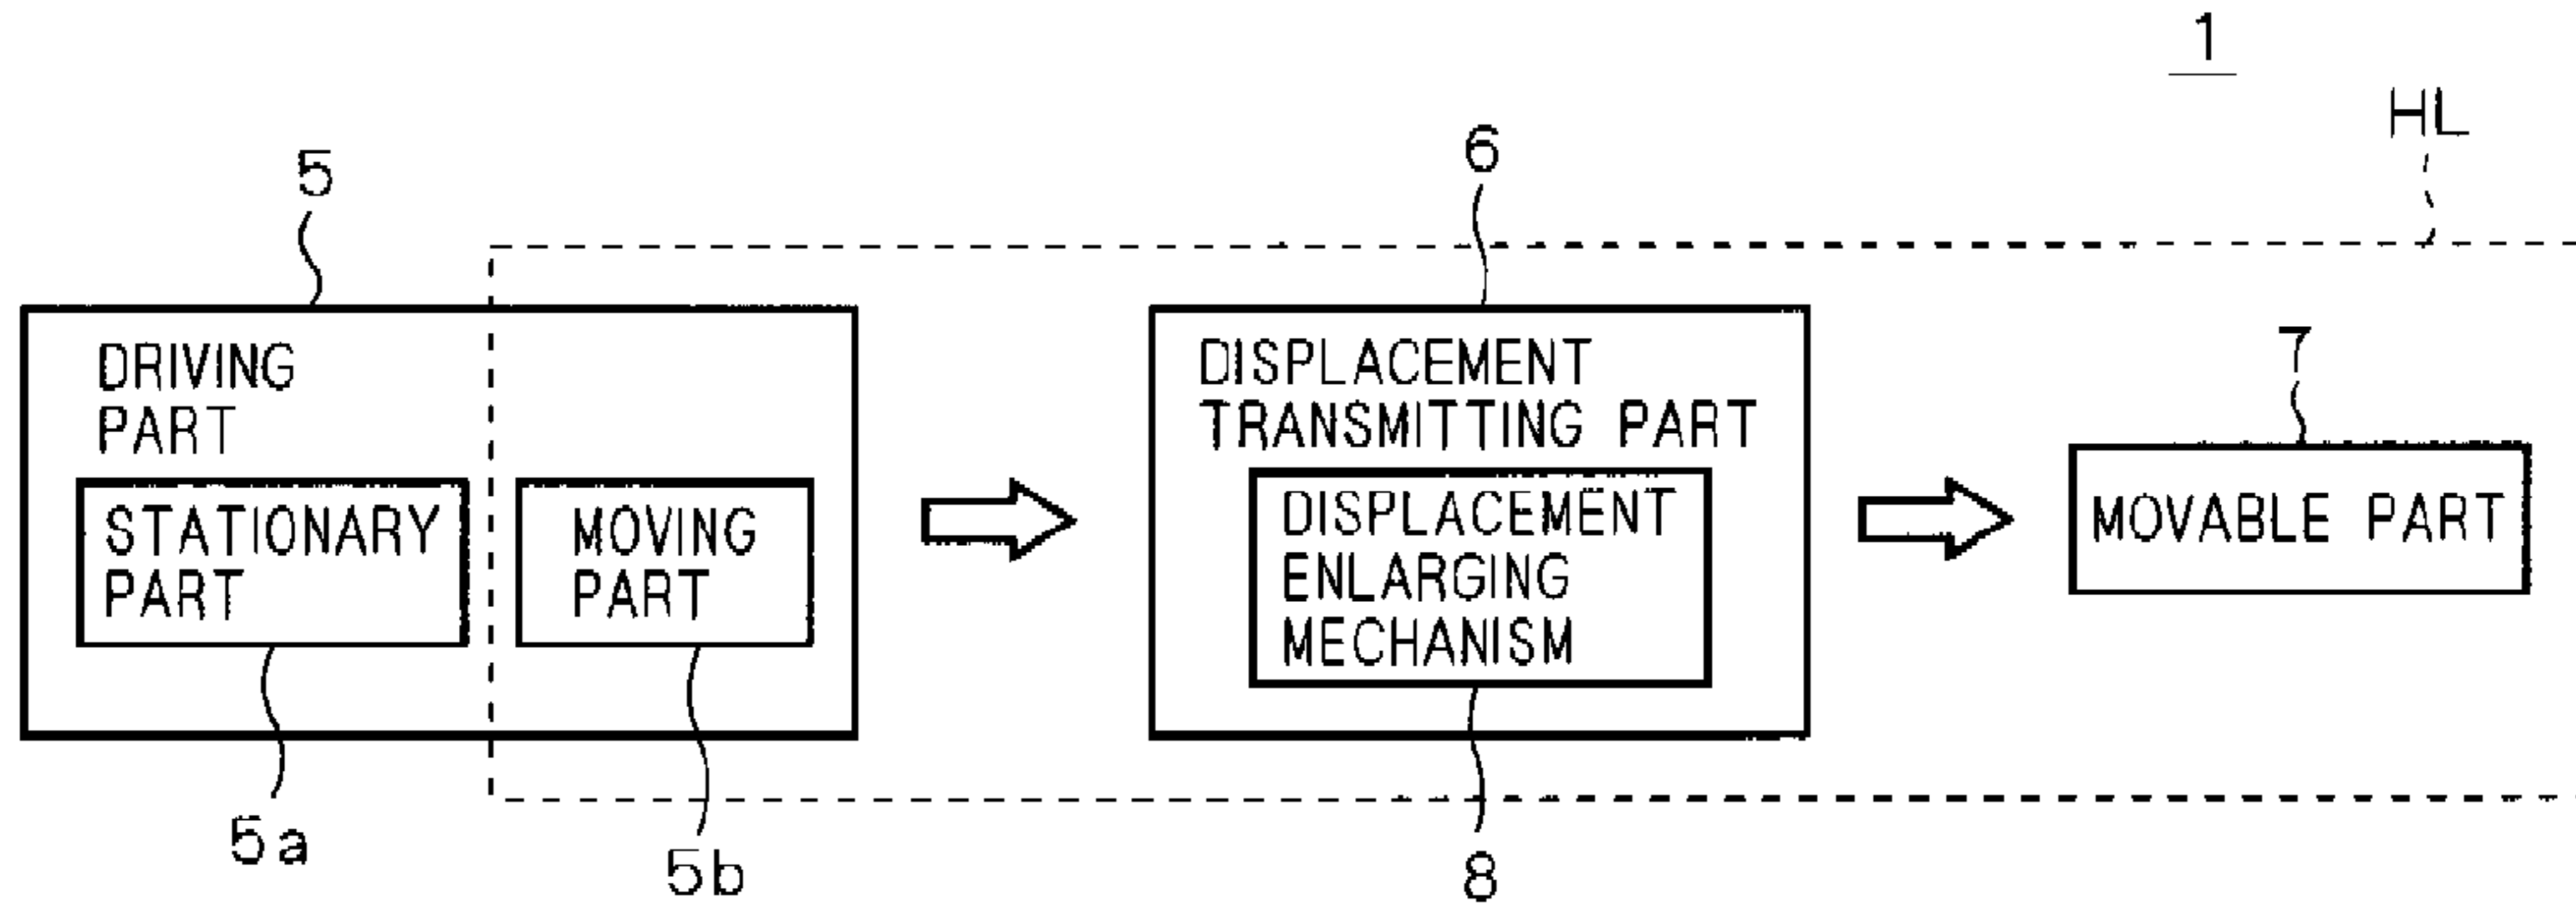 1
HL
5
6
7
DRIVING
PART
STATIONARY
PART
MOVING
PART
DISPLACEMENT
TRANSMITTING PART
DISPLACEMENT
ENLARGING
MECHANISM
MOVABLE PART
5a
5b
8